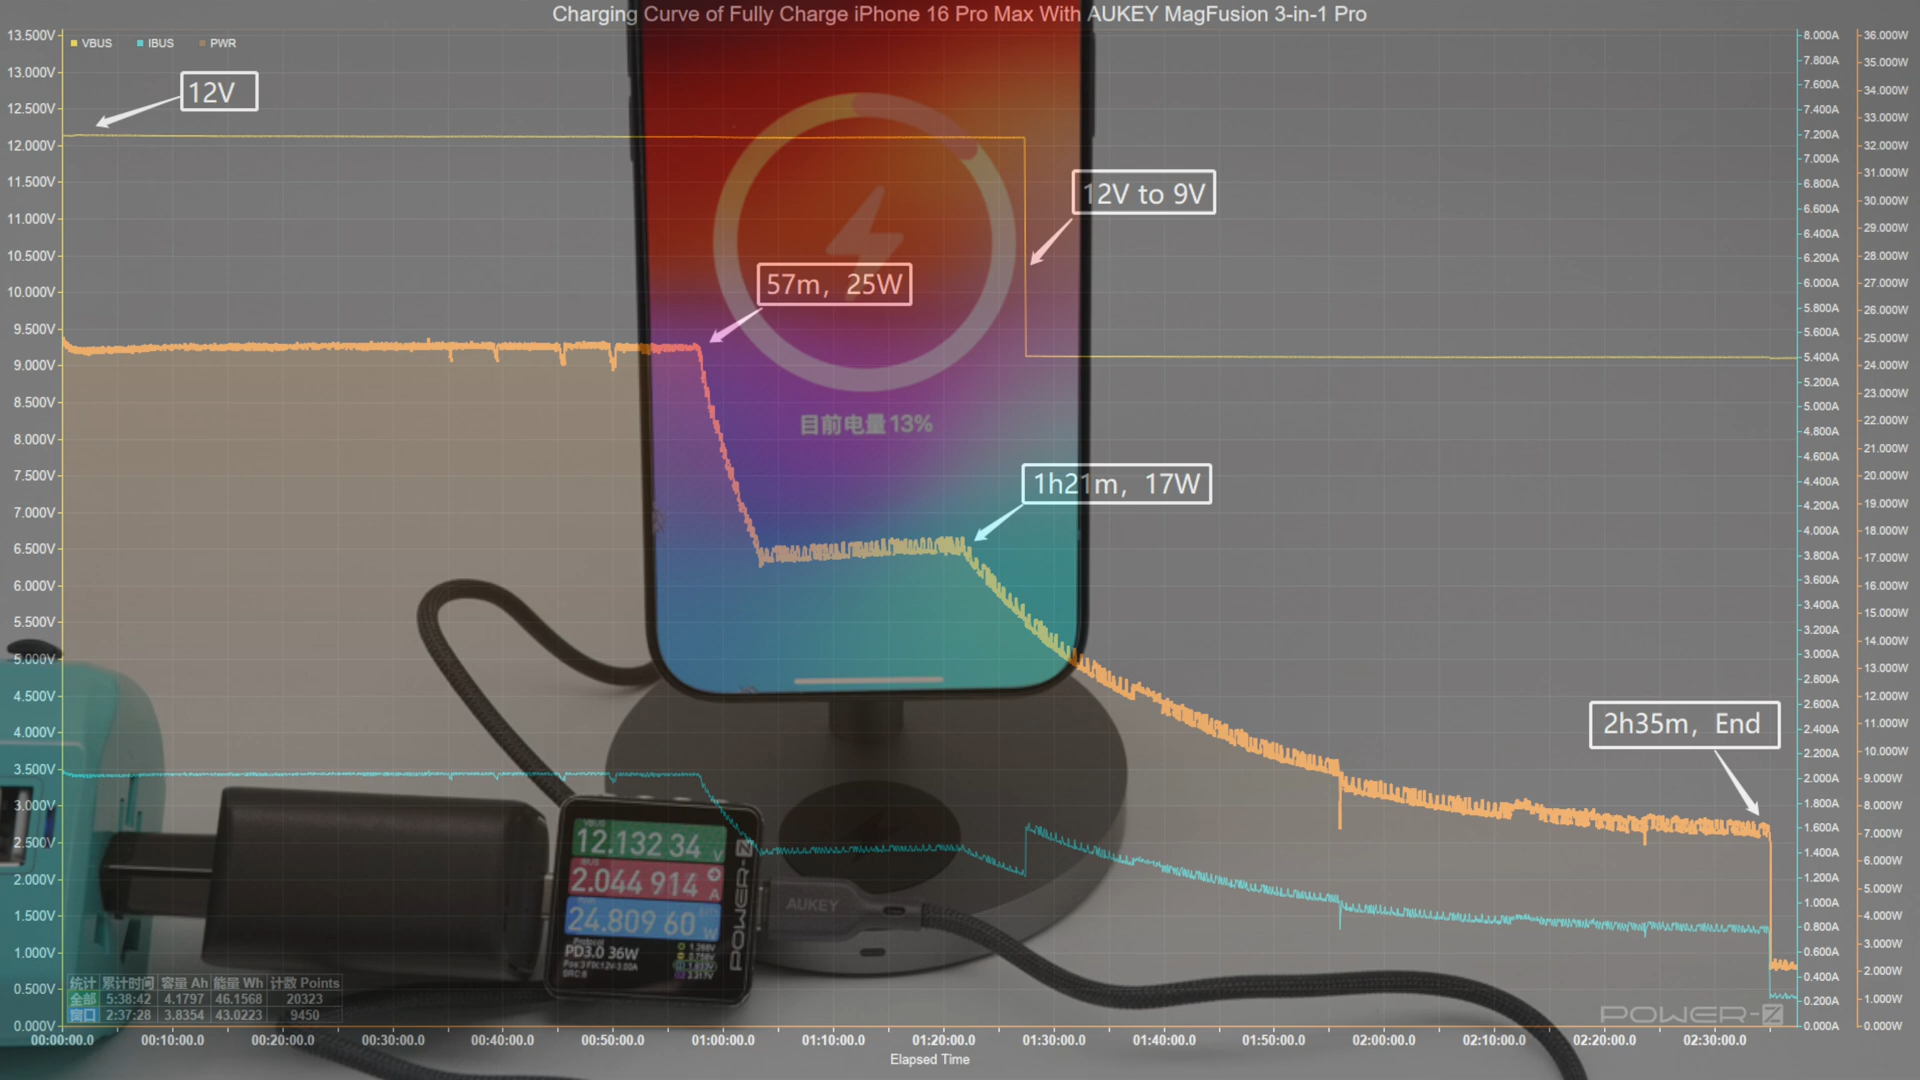 Charging Curve of Fully Charge iPhone 16 Pro Max With AUKEY MagFusion 3-in-1 Pro
VBUS IBUS PWR
13.500V
13.000V
12.500V
12.000V
11.500V
11.000V
10.500V
10.000V
9.500V
9.000V
8.500V
8.000V
7.500V
7.000V
6.500V
6.000V
5.500V
5.000V
4.500V
4.000V
3.500V
3.000V
2.500V
2.000V
1.500V
1.000V
0.500V
0.000V
12V
12V to 9V
57m, 25W
目前电量13%
1h21m, 17W
2h35m, End
12.132 34 V
2.044 914 A
24.809 60 W
Protocol
PD3.0 36W
POWER-Z
AUKEY
统计 累计时间 容量 Ah 能量 Wh 计数 Points
全部 5:38:42 4.1797 46.1568 20323
窗口 2:37:28 3.8354 43.0223 9450
POWER-Z
8.000A
7.800A
7.600A
7.400A
7.200A
7.000A
6.800A
6.600A
6.400A
6.200A
6.000A
5.800A
5.600A
5.400A
5.200A
5.000A
4.800A
4.600A
4.400A
4.200A
4.000A
3.800A
3.600A
3.400A
3.200A
3.000A
2.800A
2.600A
2.400A
2.200A
2.000A
1.800A
1.600A
1.400A
1.200A
1.000A
0.800A
0.600A
0.400A
0.200A
0.000A
36.000W
35.000W
34.000W
33.000W
32.000W
31.000W
30.000W
29.000W
28.000W
27.000W
26.000W
25.000W
24.000W
23.000W
22.000W
21.000W
20.000W
19.000W
18.000W
17.000W
16.000W
15.000W
14.000W
13.000W
12.000W
11.000W
10.000W
9.000W
8.000W
7.000W
6.000W
5.000W
4.000W
3.000W
2.000W
1.000W
0.000W
00:00:00.0 00:10:00.0 00:20:00.0 00:30:00.0 00:40:00.0 00:50:00.0 01:00:00.0 01:10:00.0 01:20:00.0 01:30:00.0 01:40:00.0 01:50:00.0 02:00:00.0 02:10:00.0 02:20:00.0 02:30:00.0
Elapsed Time